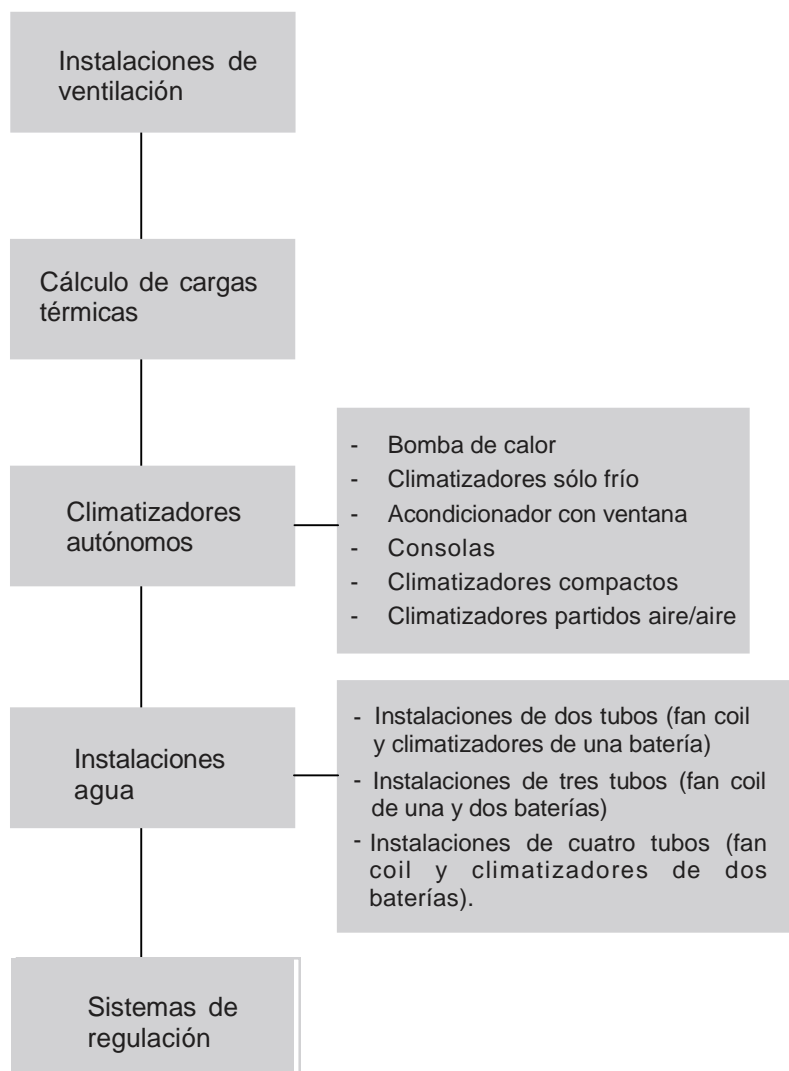 Instalaciones de
ventilación
Cálculo de cargas
térmicas
Climatizadores
autónomos
- Bomba de calor
- Climatizadores sólo frío
- Acondicionador con ventana
- Consolas
- Climatizadores compactos
- Climatizadores partidos aire/aire
Instalaciones
agua
- Instalaciones de dos tubos (fan coil
y climatizadores de una batería)
- Instalaciones de tres tubos (fan coil
de una y dos baterías)
- Instalaciones de cuatro tubos (fan
coil y climatizadores de dos
baterías).
Sistemas de
regulación